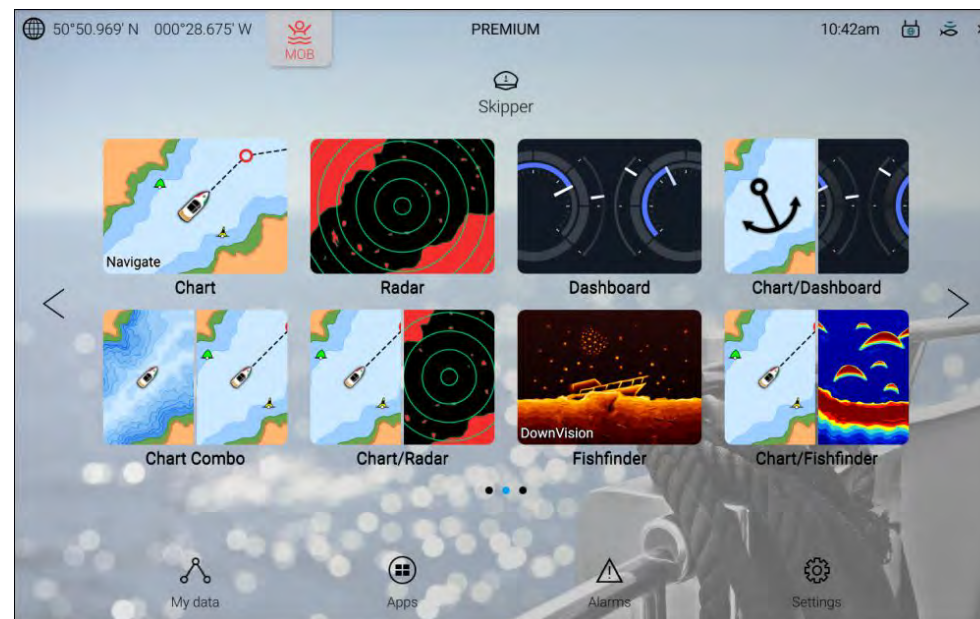 50°50.969' N 000°28.675' W
MOB
PREMIUM
10:42am
1
Skipper
Navigate
Chart
Radar
Dashboard
Chart/Dashboard
Chart Combo
Chart/Radar
DownVision
Fishfinder
Chart/Fishfinder
My data
Apps
Alarms
Settings